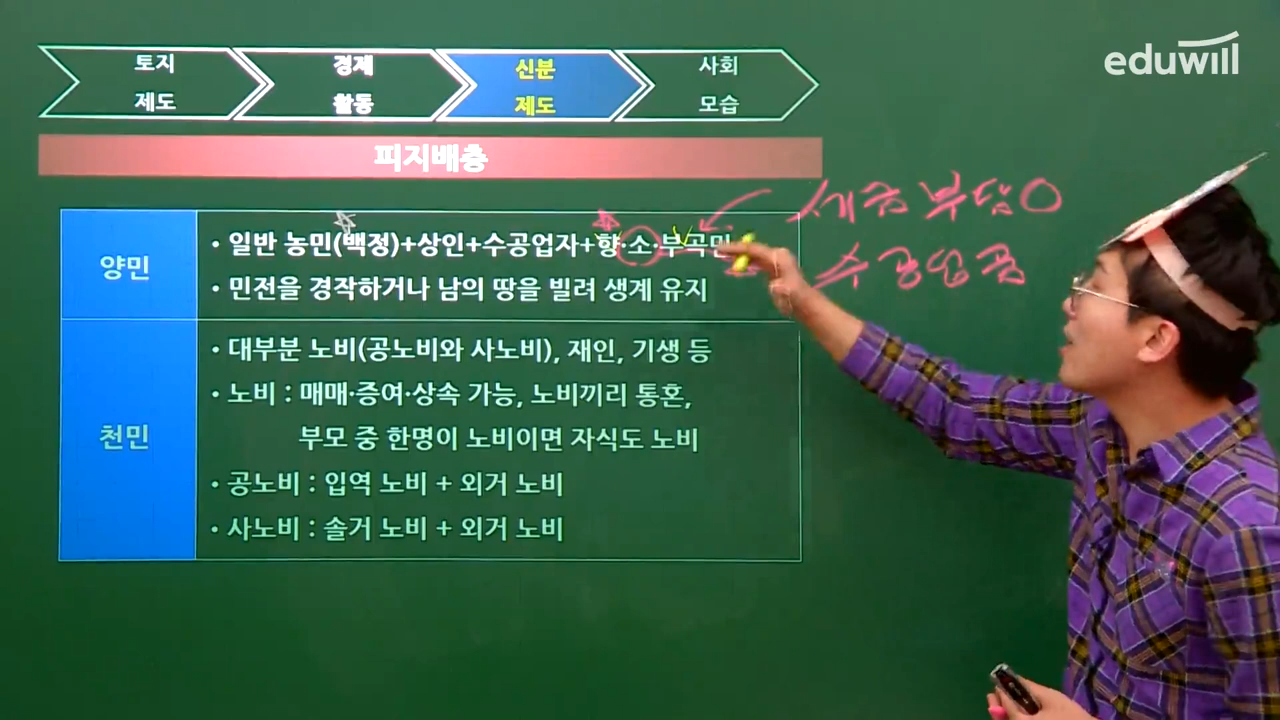 eduwill
토지
제도
경제
활동
신분
제도
사회
모습
피지배층
세금 부담 O
수공업품
양민
• 일반 농민(백정)+상인+수공업자+향·소·부곡민
• 민전을 경작하거나 남의 땅을 빌려 생계 유지
천민
• 대부분 노비(공노비와 사노비), 재인, 기생 등
• 노비 : 매매·증여·상속 가능, 노비끼리 통혼,
부모 중 한명이 노비이면 자식도 노비
• 공노비 : 입역 노비 + 외거 노비
• 사노비 : 솔거 노비 + 외거 노비